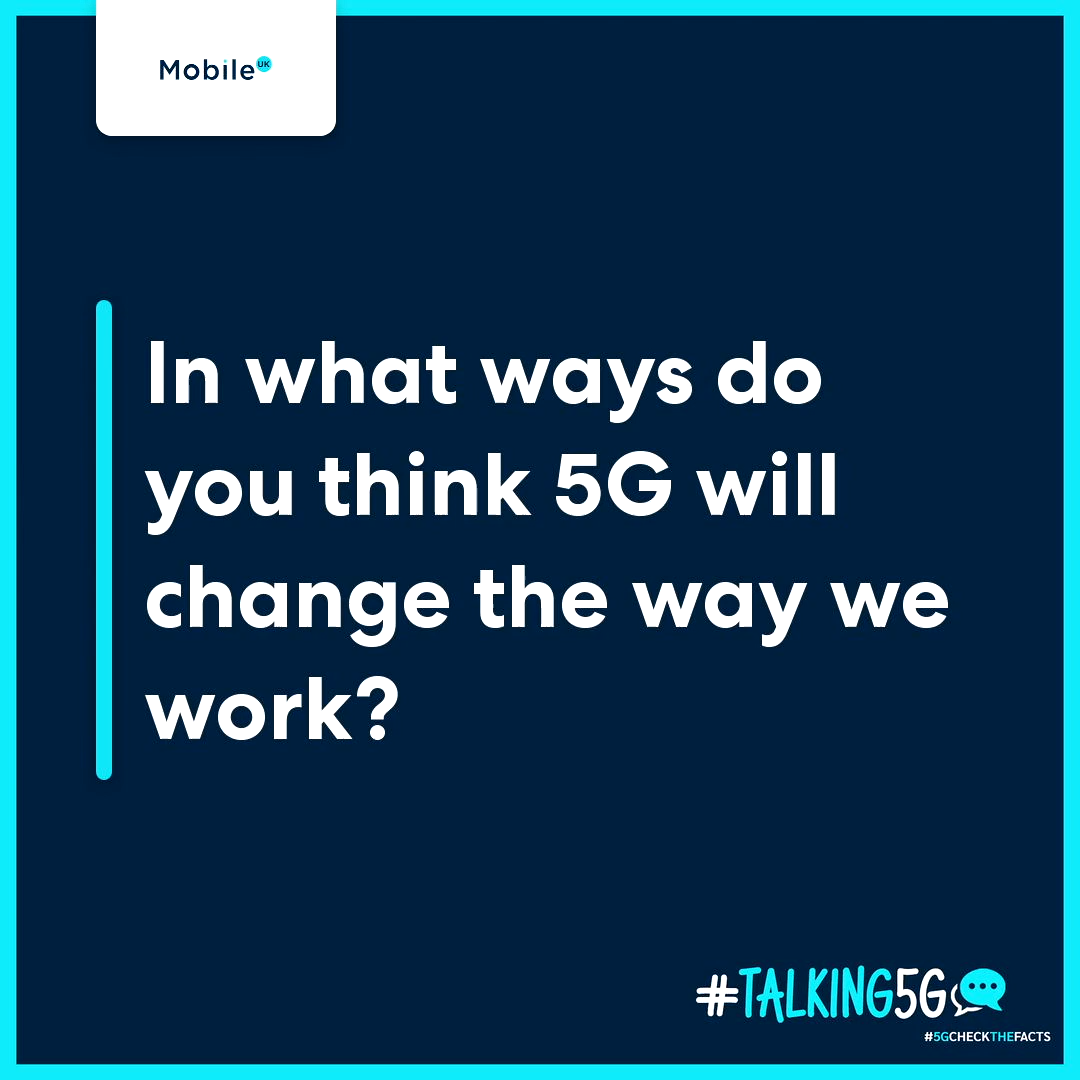 Mobile UK
In what ways do
you think 5G will
change the way we
work?
#TALKING5G
#5GCHECKTHEFACTS